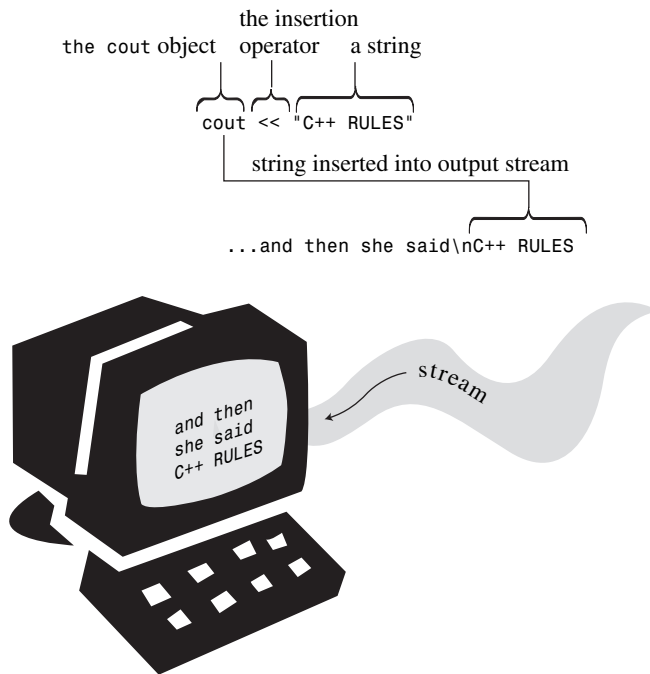 the insertion
the cout object operator a string
cout << "C++ RULES"
string inserted into output stream
...and then she said\nC++ RULES
stream
and then
she said
C++ RULES